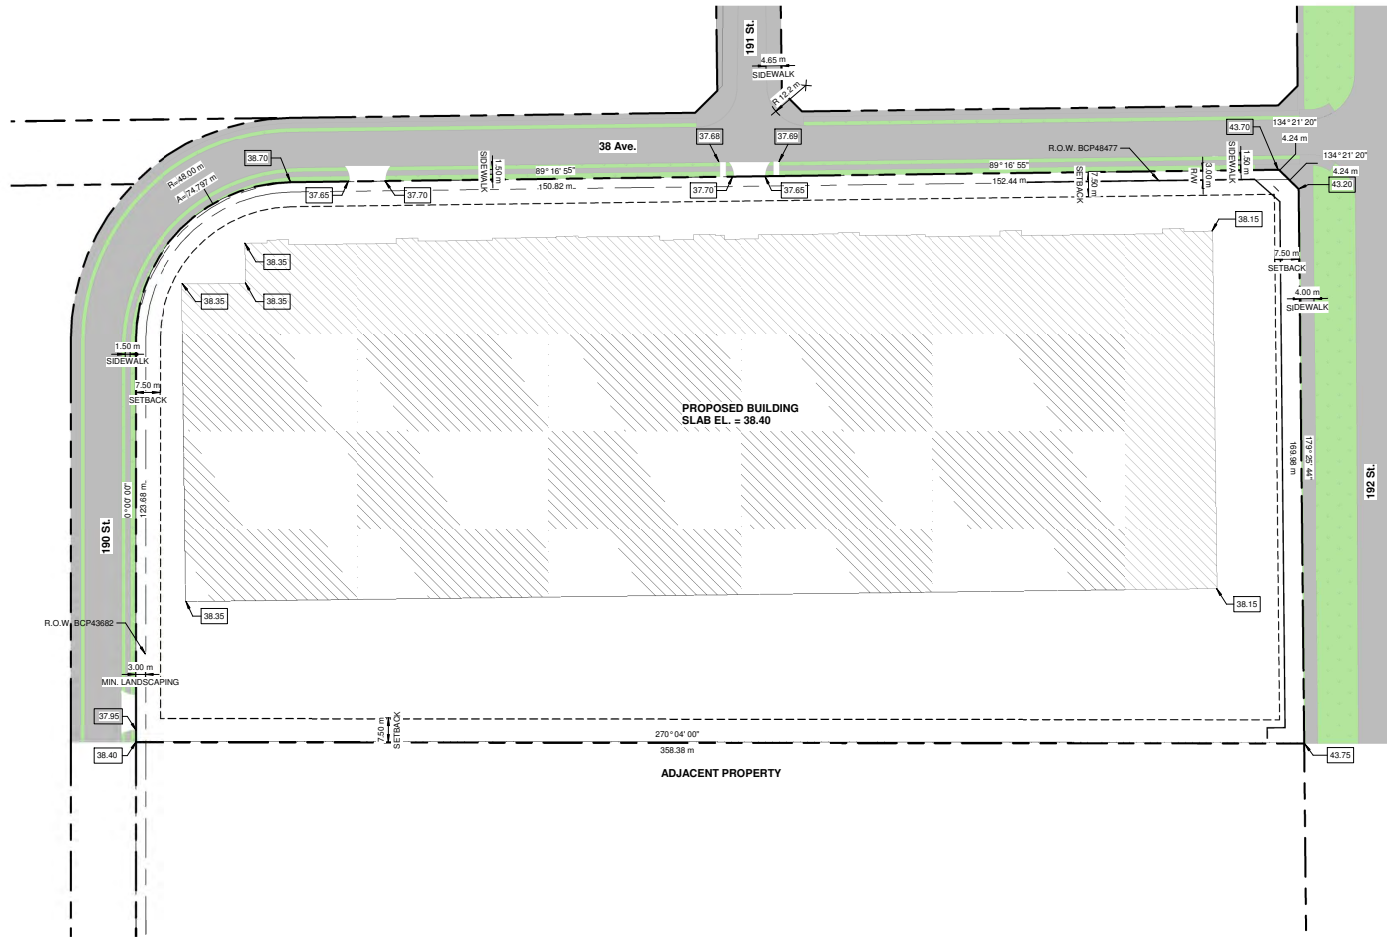 191 St.
4.65 m
SIDEWALK
R 12.2 m
134° 21' 20"
43.70
4.24 m
134° 21' 20"
4.24 m
43.20
37.68
37.69
38 Ave.
R.O.W. BCP48477
38.70
SIDEWALK
1.50 m
89° 16' 55"
150.82 m
89° 16' 55"
152.44 m
SETBACK
7.50 m
R/W
3.00 m
SIDEWALK
1.50 m
R=48.00 m
A=74.797 m
37.65
37.70
37.70
37.65
38.15
38.35
38.35
38.35
7.50 m
SETBACK
4.00 m
SIDEWALK
1.50 m
SIDEWALK
7.50 m
SETBACK
PROPOSED BUILDING
SLAB EL. = 38.40
169.98 m
179° 25' 44"
192 St.
0° 00' 00"
123.68 m
190 St.
38.35
38.15
R.O.W. BCP43682
3.00 m
MIN. LANDSCAPING
37.95
38.40
7.50 m
SETBACK
270° 04' 00"
358.38 m
43.75
ADJACENT PROPERTY